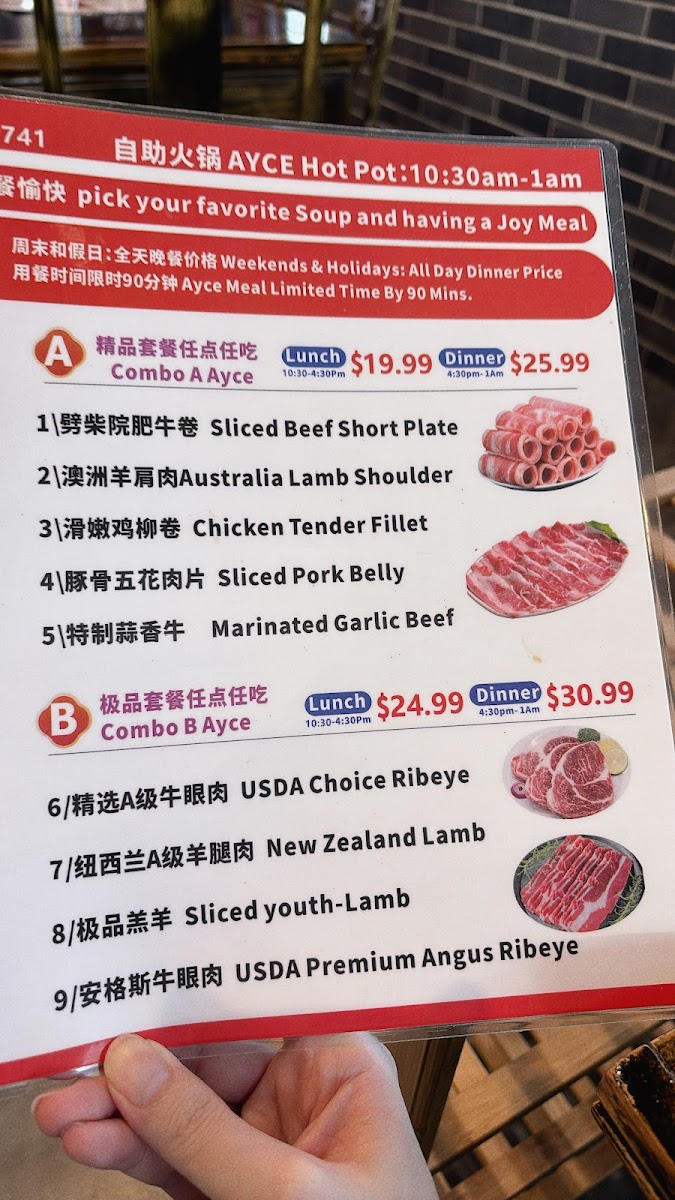 741
自助火锅 AYCE Hot Pot:10:30am-1am
餐愉快 pick your favorite Soup and having a Joy Meal
周末和假日:全天晚餐价格 Weekends & Holidays: All Day Dinner Price
用餐时间限时90分钟 Ayce Meal Limited Time By 90 Mins.
A 精品套餐任点任吃 Lunch $19.99 Dinner $25.99
Combo A Ayce 10:30-4:30Pm 4:30pm-1Am
1\劈柴院肥牛卷 Sliced Beef Short Plate
2\澳洲羊肩肉Australia Lamb Shoulder
3\滑嫩鸡柳卷 Chicken Tender Fillet
4\豚骨五花肉片 Sliced Pork Belly
5\特制蒜香牛 Marinated Garlic Beef
B 极品套餐任点任吃 Lunch $24.99 Dinner $30.99
Combo B Ayce 10:30-4:30Pm 4:30pm-1Am
6/精选A级牛眼肉 USDA Choice Ribeye
7/纽西兰A级羊腿肉 New Zealand Lamb
8/极品羔羊 Sliced youth-Lamb
9/安格斯牛眼肉 USDA Premium Angus Ribeye